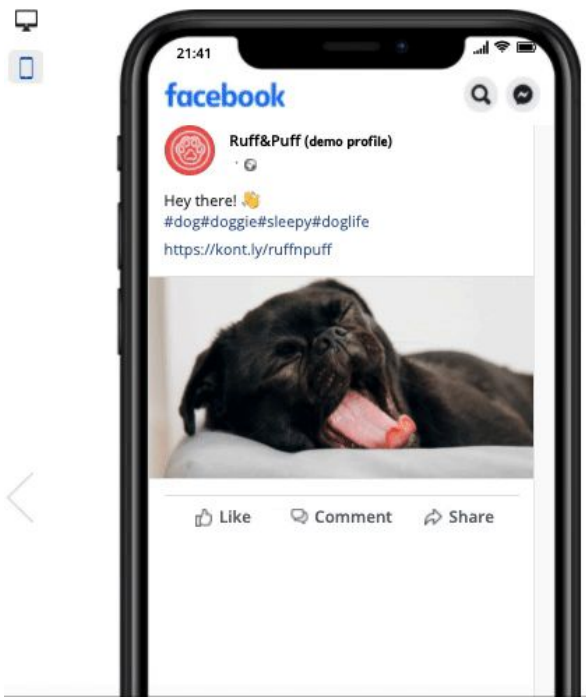 21:41
facebook
Ruff&Puff (demo profile)
Hey there! 👋
#dog#doggie#sleepy#doglife
https://kont.ly/ruffnpuff
Like Comment Share